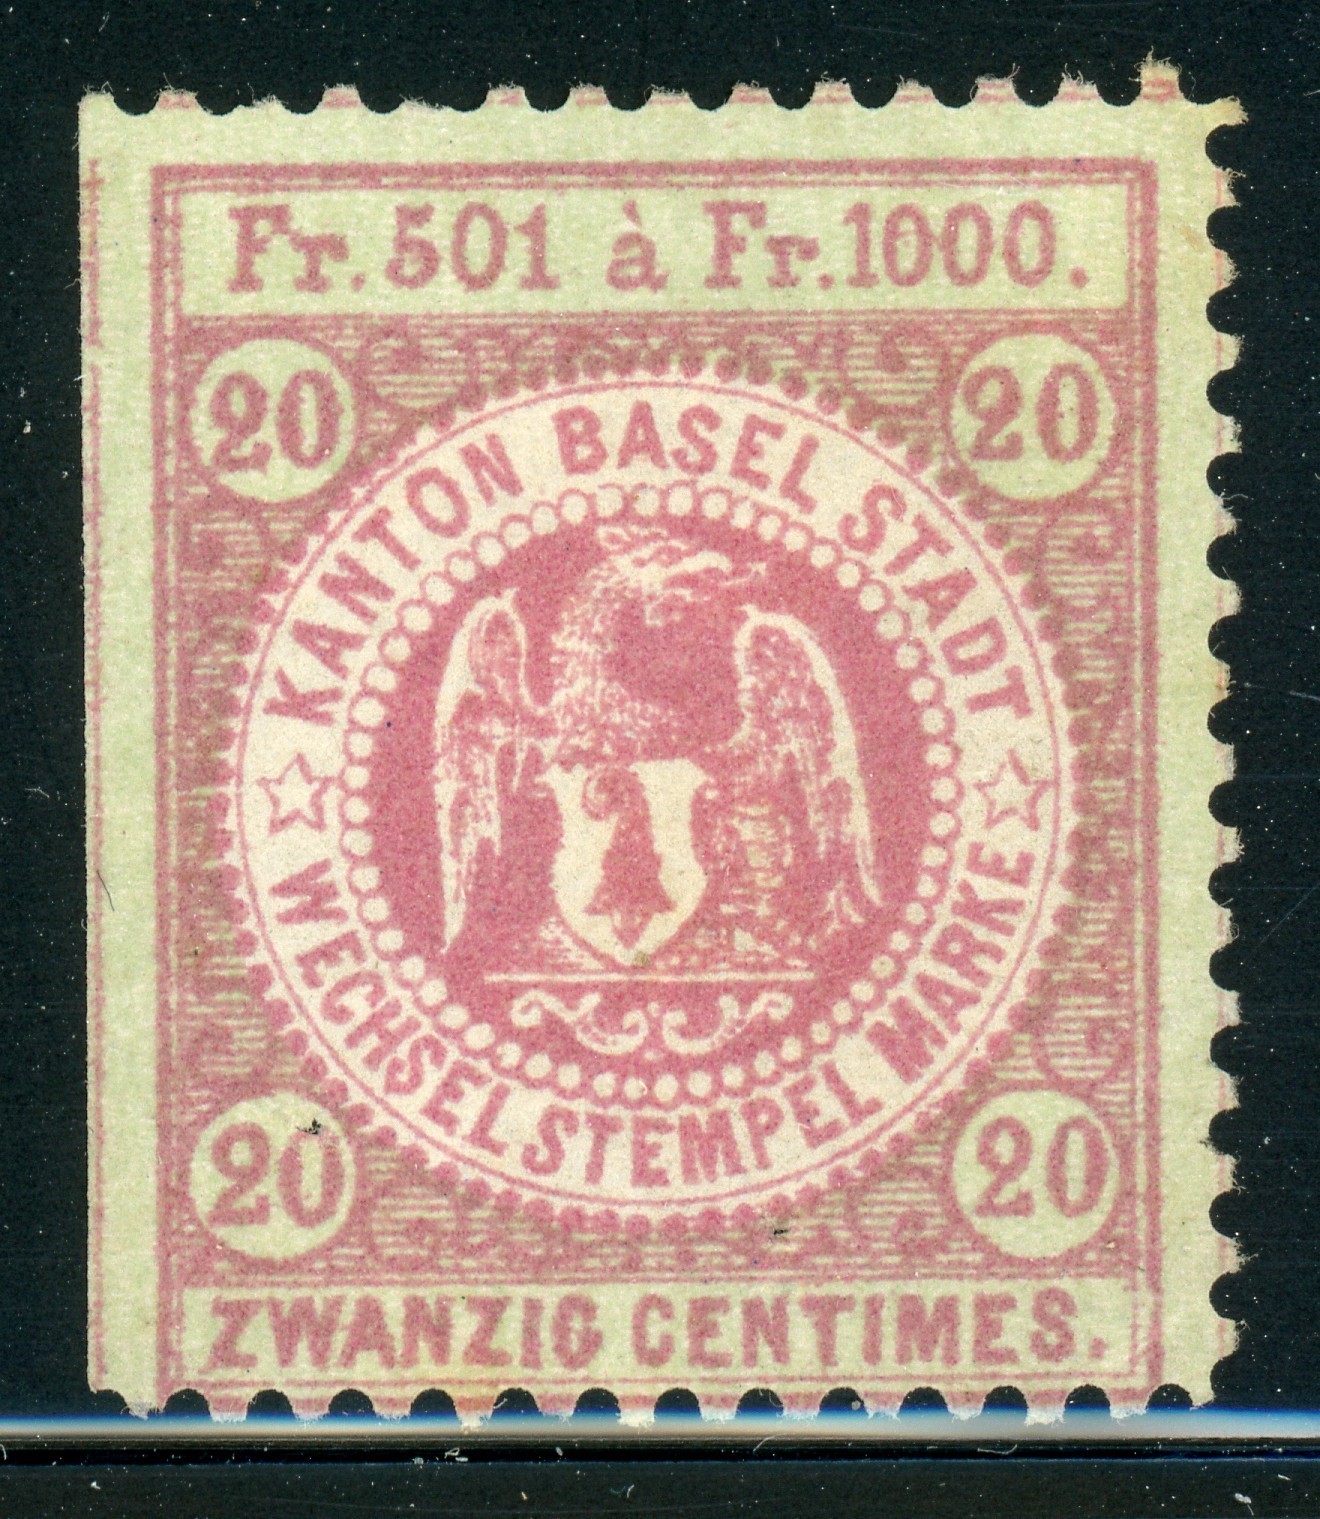 Fr. 501 à Fr. 1000.
20 20
KANTON BASEL STADT
WECHSEL STEMPEL MARKE
20 20
ZWANZIG CENTIMES.